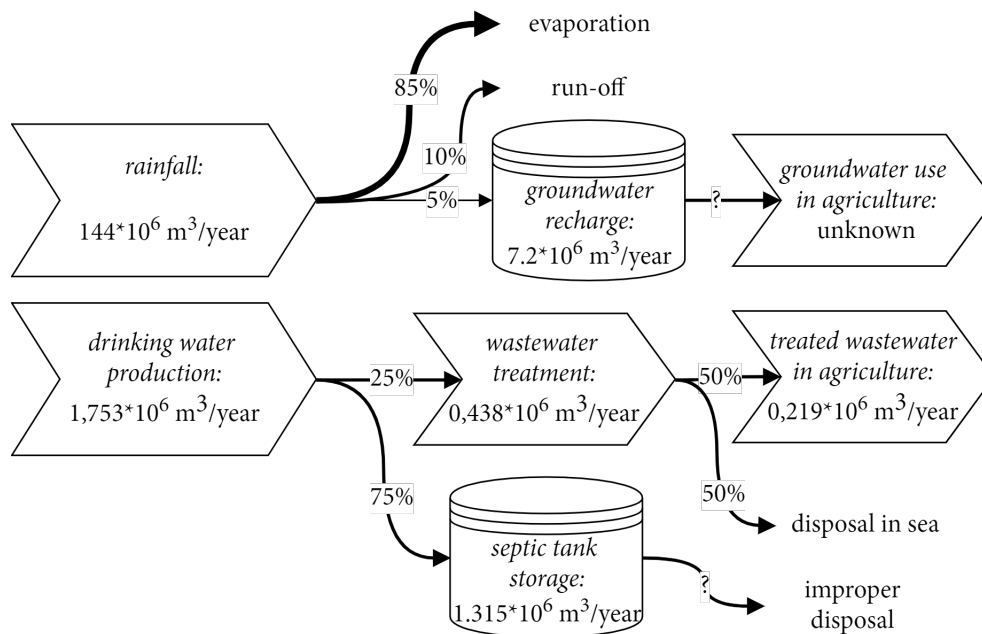 evaporation
85%
run-off
10%
rainfall:
144*10⁶ m³/year
5%
groundwater
recharge:
7.2*10⁶ m³/year
?
groundwater use
in agriculture:
unknown
drinking water
production:
1,753*10⁶ m³/year
25%
wastewater
treatment:
0,438*10⁶ m³/year
50%
treated wastewater
in agriculture:
0,219*10⁶ m³/year
75%
50%
disposal in sea
septic tank
storage:
1.315*10⁶ m³/year
?
improper
disposal